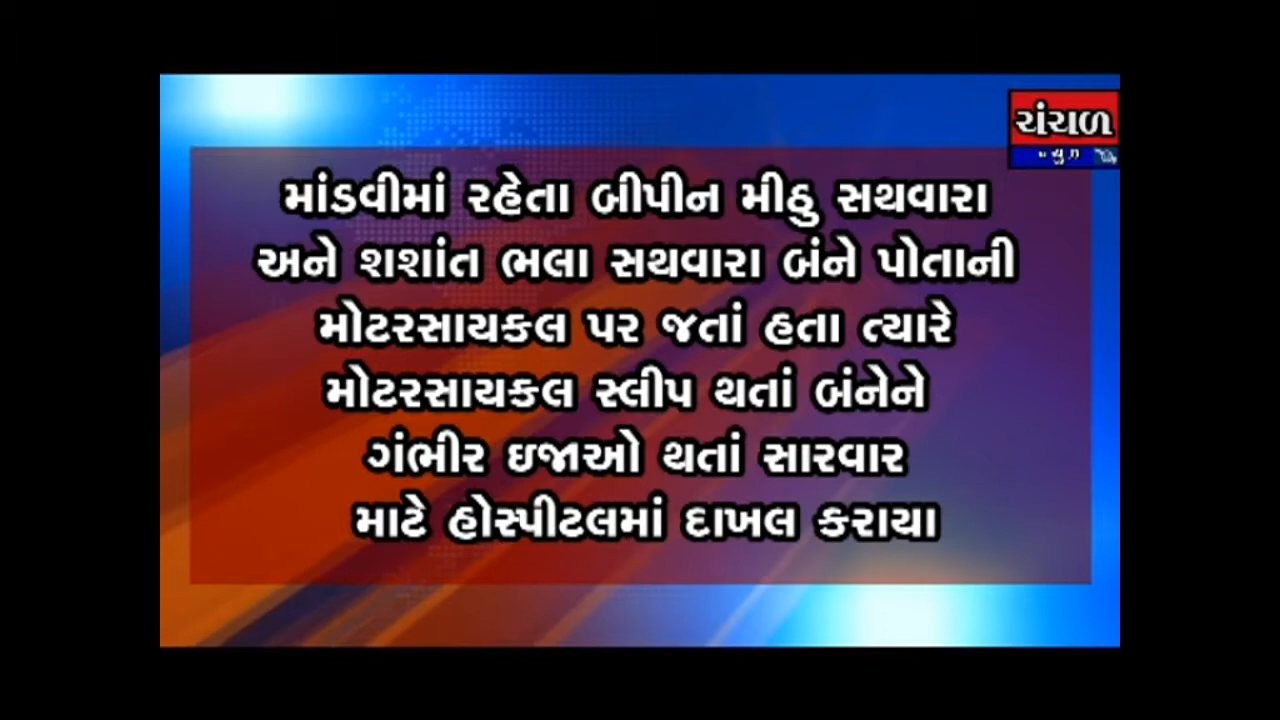 ચંચળ
માંડવીમાં રહેતા બીપીન મીઠુ સથવારા
અને શશાંત ભલા સથવારા બંને પોતાની
મોટરસાયકલ પર જતાં હતા ત્યારે
મોટરસાયકલ સ્લીપ થતાં બંનેને
ગંભીર ઇજાઓ થતાં સારવાર
માટે હોસ્પીટલમાં દાખલ કરાયા